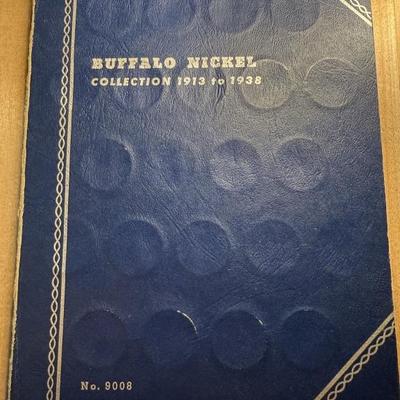 BUFFALO NICKEL
COLLECTION 1913 to 1938
No. 9008